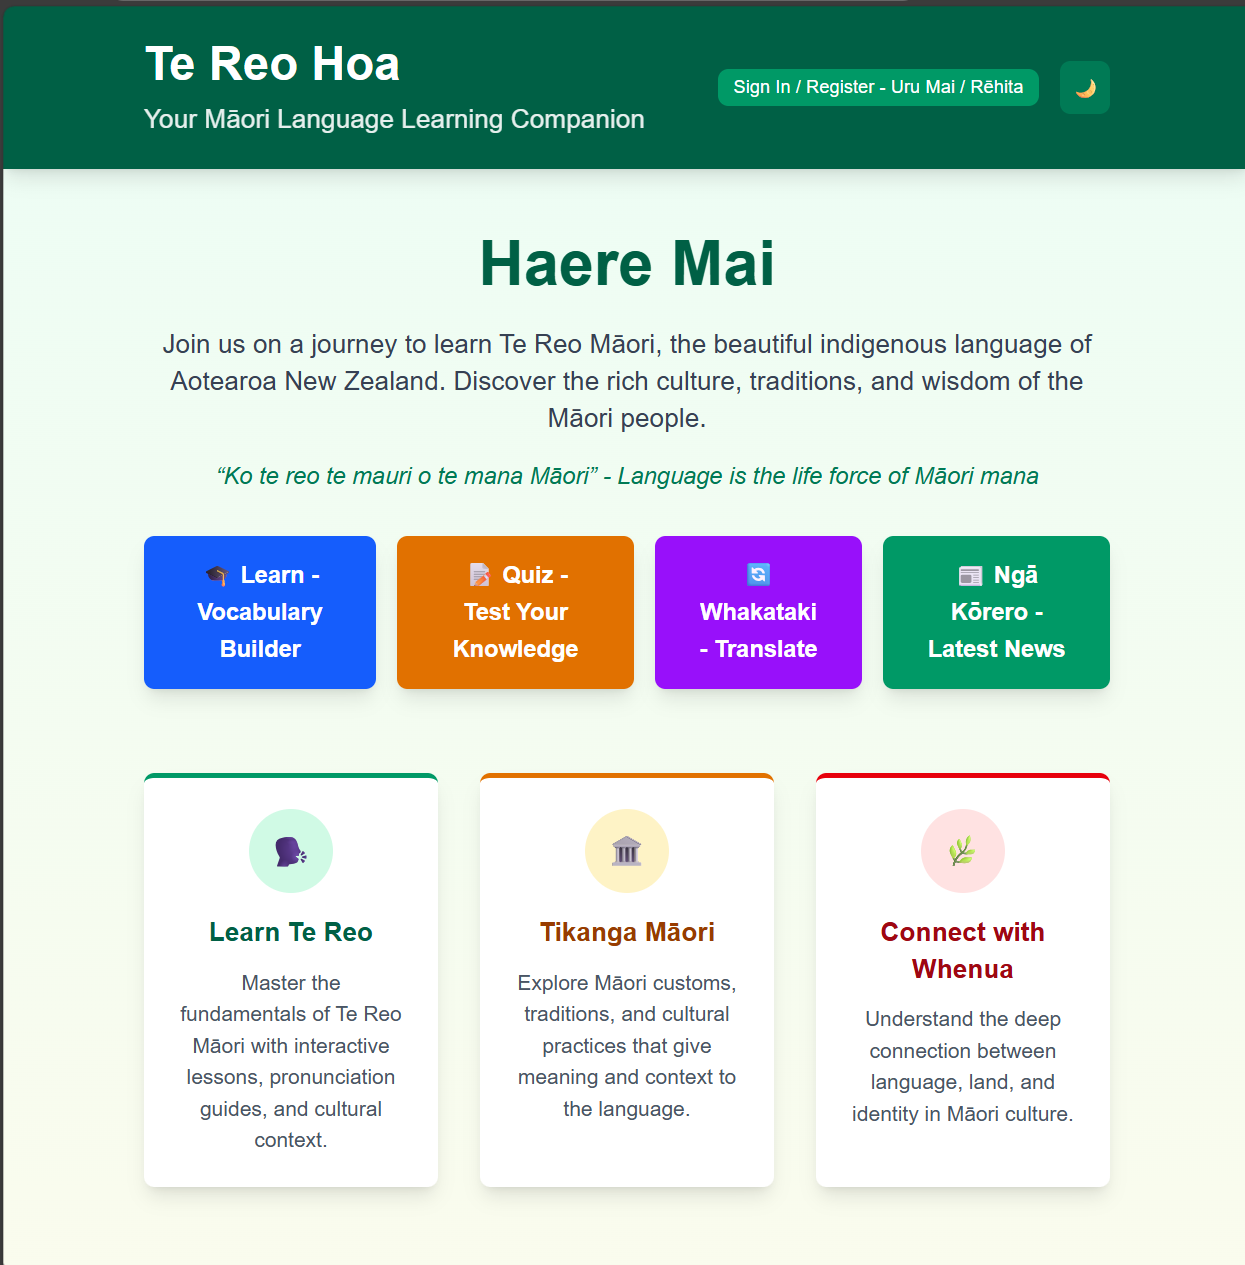 Te Reo Hoa
Your Māori Language Learning Companion
Sign In / Register - Uru Mai / Rēhita
Haere Mai
Join us on a journey to learn Te Reo Māori, the beautiful indigenous language of
Aotearoa New Zealand. Discover the rich culture, traditions, and wisdom of the
Māori people.
“Ko te reo te mauri o te mana Māori” - Language is the life force of Māori mana
Learn -
Vocabulary
Builder
Quiz -
Test Your
Knowledge
Whakataki
- Translate
Ngā
Kōrero -
Latest News
Learn Te Reo
Master the
fundamentals of Te Reo
Māori with interactive
lessons, pronunciation
guides, and cultural
context.
Tikanga Māori
Explore Māori customs,
traditions, and cultural
practices that give
meaning and context to
the language.
Connect with
Whenua
Understand the deep
connection between
language, land, and
identity in Māori culture.